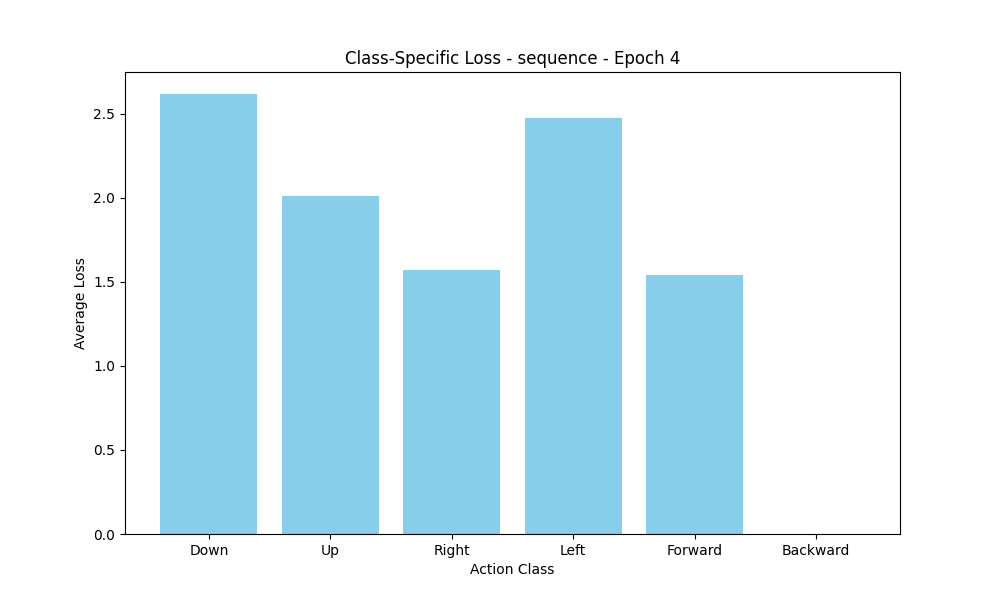 Class-Specific Loss - sequence - Epoch 4
2.5
2.0
1.5
1.0
0.5
0.0
Average Loss
Down Up Right Left Forward Backward
Action Class